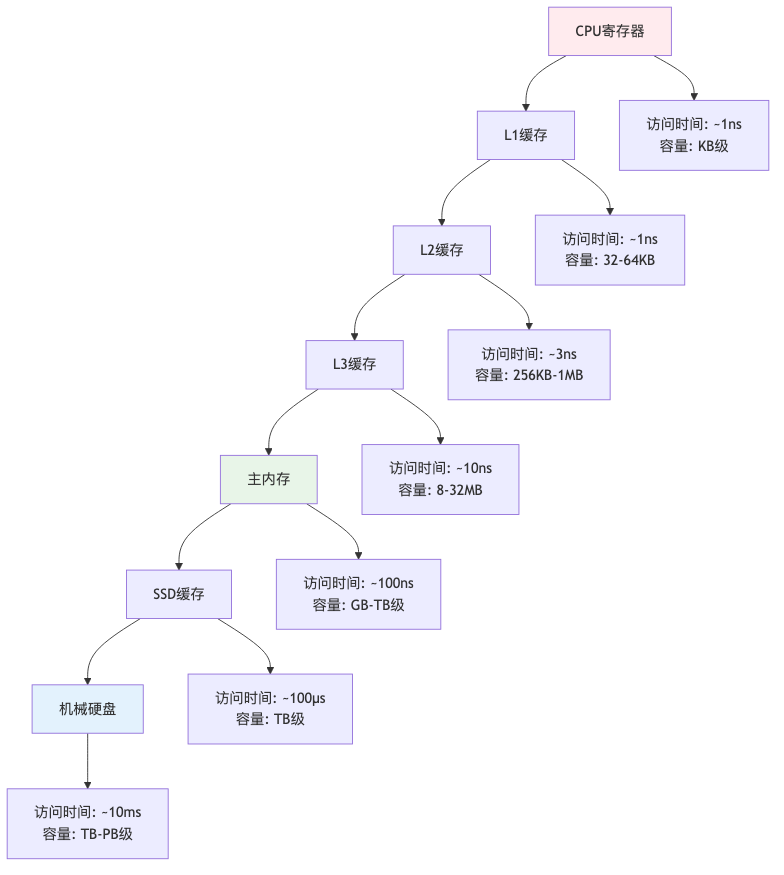 CPU寄存器
访问时间: ~1ns
容量: KB级
L1缓存
访问时间: ~1ns
容量: 32-64KB
L2缓存
访问时间: ~3ns
容量: 256KB-1MB
L3缓存
访问时间: ~10ns
容量: 8-32MB
主内存
访问时间: ~100ns
容量: GB-TB级
SSD缓存
访问时间: ~100μs
容量: TB级
机械硬盘
访问时间: ~10ms
容量: TB-PB级